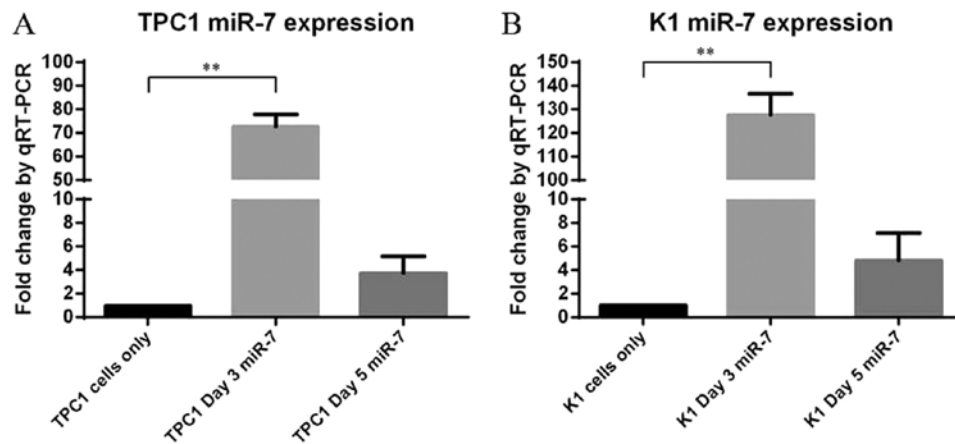 A
TPC1 miR-7 expression
**
Fold change by qRT-PCR
100
90
80
70
60
50
10
8
6
4
2
0
TPC1 cells only
TPC1 Day 3 miR-7
TPC1 Day 5 miR-7
B
K1 miR-7 expression
**
Fold change by qRT-PCR
150
140
130
120
110
100
10
8
6
4
2
0
K1 cells only
K1 Day 3 miR-7
K1 Day 5 miR-7